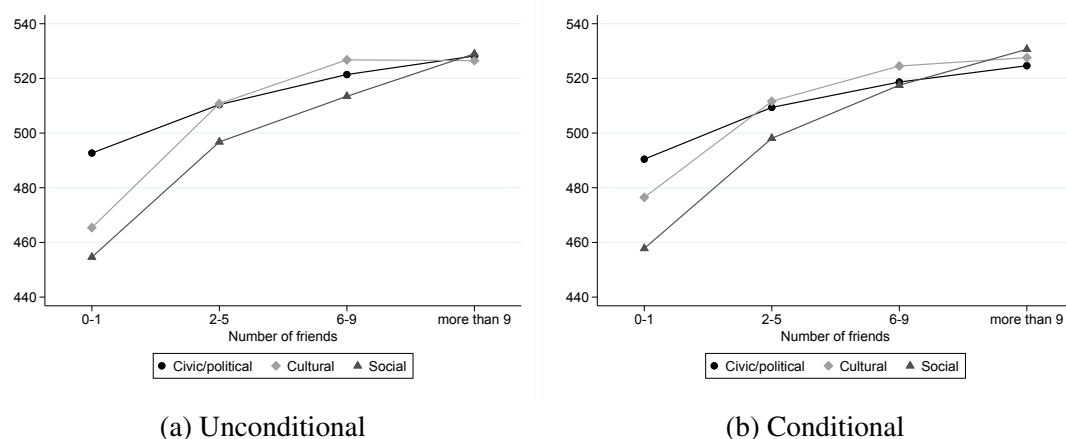 540
520
500
480
460
440
0-1 2-5 6-9 more than 9
Number of friends
Civic/political Cultural Social
(a) Unconditional
540
520
500
480
460
440
0-1 2-5 6-9 more than 9
Number of friends
Civic/political Cultural Social
(b) Conditional